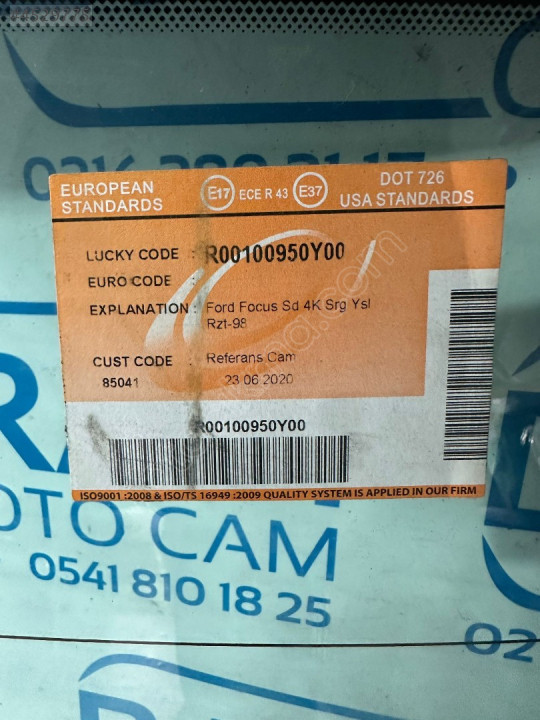 EUROPEAN STANDARDS
E17 ECE R 43 E37
DOT 726
USA STANDARDS
LUCKY CODE : R00100950Y00
EURO CODE :
EXPLANATION : Ford Focus Sd 4K Srg Ysl
Rzt-98
CUST CODE : Referans Cam
85041 23.06.2020
R00100950Y00
ISO9001 :2008 & ISO/TS 16949 :2009 QUALITY SYSTEM IS APPLIED IN OUR FIRM
OTO CAM
0541 810 18 25